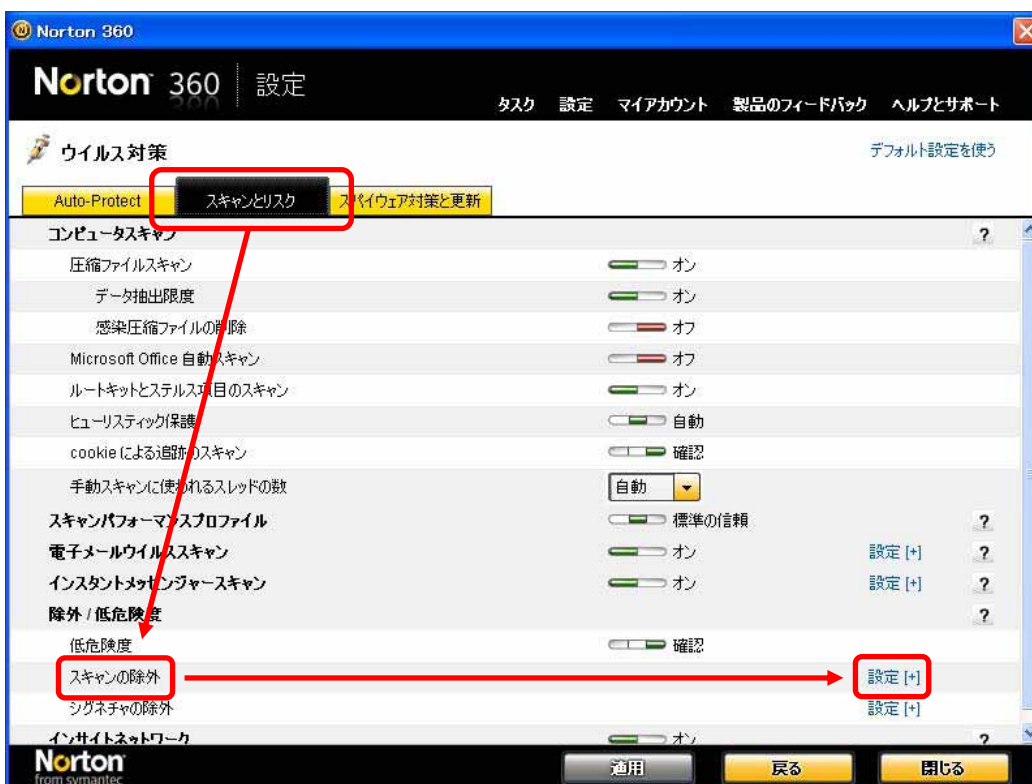 Norton 360
Norton 360 設定
タスク 設定 マイアカウント 製品のフィードバック ヘルプとサポート
ウイルス対策 デフォルト設定を使う
Auto-Protect スキャンとリスク スパイウェア対策と更新
コンピュータスキャン ?
圧縮ファイルスキャン オン
データ抽出限度 オン
感染圧縮ファイルの削除 オフ
Microsoft Office 自動スキャン オフ
ルートキットとステルス項目のスキャン オン
ヒューリスティック保護 自動
cookie による追跡のスキャン 確認
手動スキャンに使われるスレッドの数 自動
スキャンパフォーマンスプロファイル 標準の信頼 ?
電子メールウイルススキャン オン 設定 [+] ?
インスタントメッセンジャースキャン オン 設定 [+] ?
除外 / 低危険度 ?
低危険度 確認
スキャンの除外 設定 [+]
シグネチャの除外 設定 [+]
インサイトネットワーク オン ?
Norton 適用 戻る 閉じる
from symantec